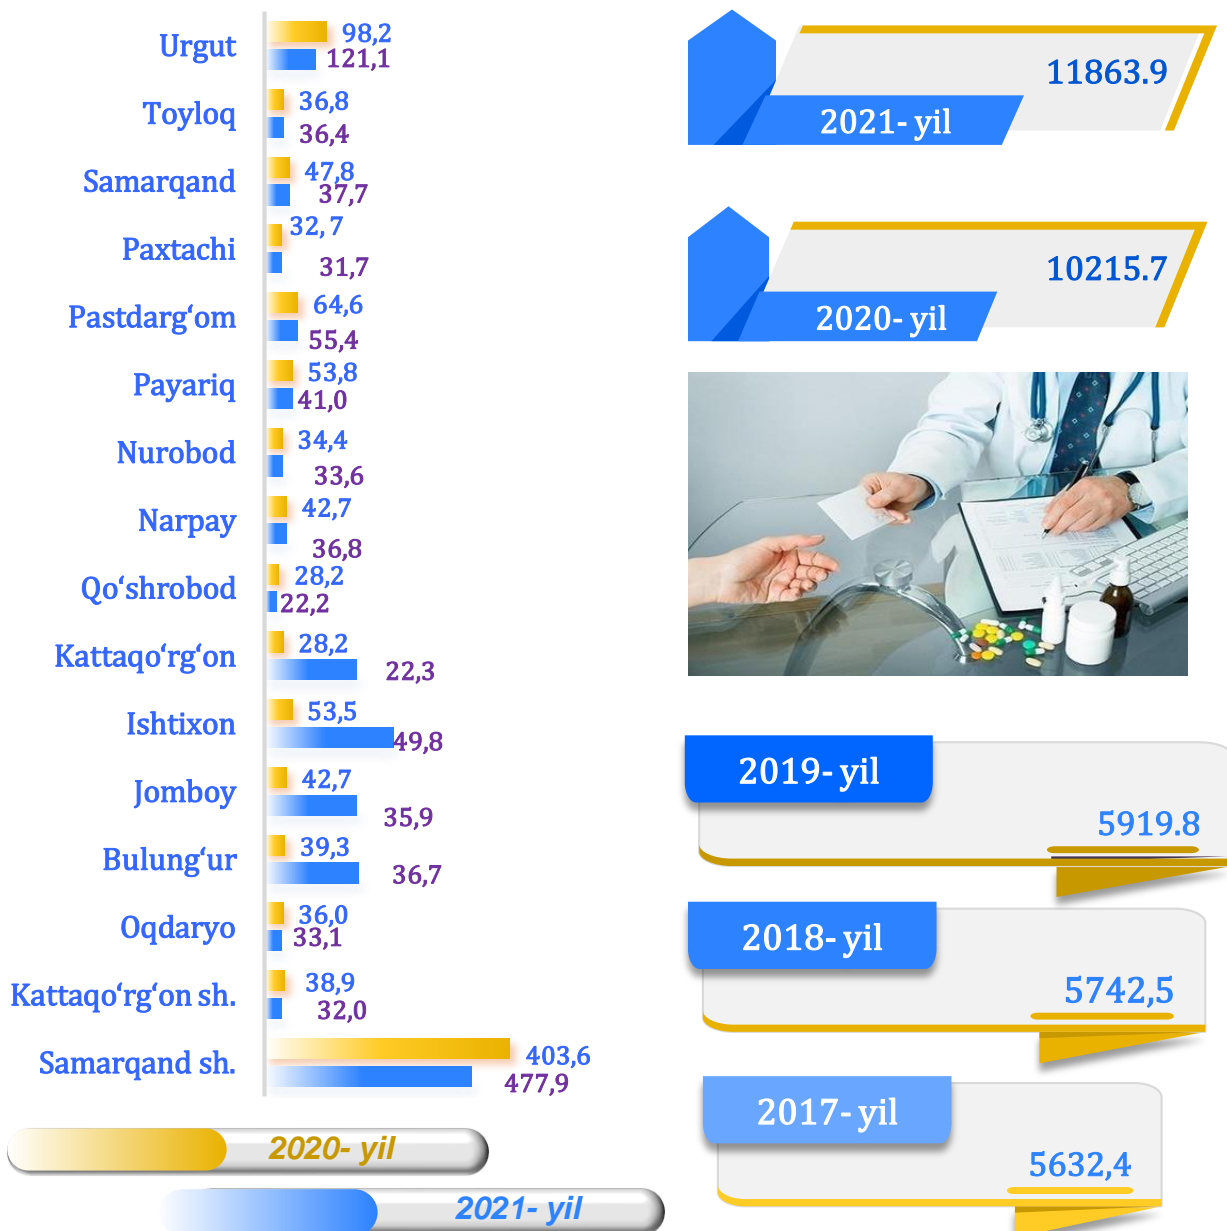 Urgut
98,2
121,1
Toyloq
36,8
36,4
Samarqand
47,8
37,7
Paxtachi
32,7
31,7
Pastdarg‘om
64,6
55,4
Payariq
53,8
41,0
Nurobod
34,4
33,6
Narpay
42,7
36,8
Qo‘shrobod
28,2
22,2
Kattaqo‘rg‘on
28,2
22,3
Ishtixon
53,5
49,8
Jomboy
42,7
35,9
Bulung‘ur
39,3
36,7
Oqdaryo
36,0
33,1
Kattaqo‘rg‘on sh.
38,9
32,0
Samarqand sh.
403,6
477,9
2020- yil
2021- yil
11863.9
2021- yil
10215.7
2020- yil
2019- yil
5919.8
2018- yil
5742,5
2017- yil
5632,4